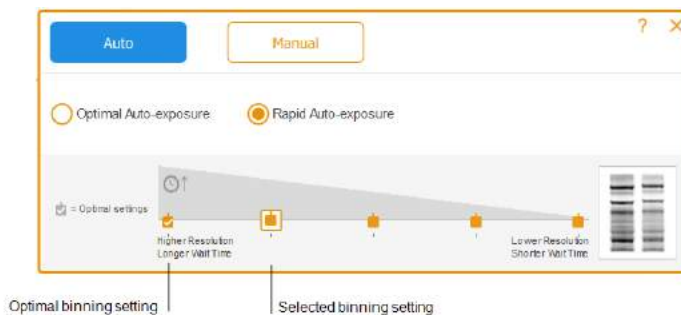 Auto
Manual
? ×
Optimal Auto-exposure
Rapid Auto-exposure
= Optimal settings
Higher Resolution
Longer Wait Time
Lower Resolution
Shorter Wait Time
Optimal binning setting
Selected binning setting